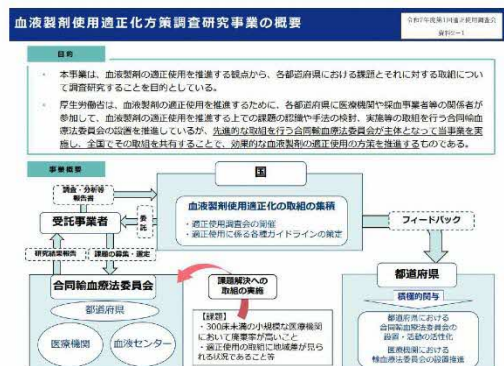 血液製剤使用適正化方策調査研究事業の概要
令和7年度第1回適正使用調査会
資料5-1
目的
・ 本事業は、血液製剤の適正使用を推進する観点から、各都道府県における課題とそれに対する取組につい
て調査研究することを目的としている。
・ 厚生労働省は、血液製剤の適正使用を推進するために、各都道府県に医療機関や採血事業者等の関係者が
参加して、血液製剤の適正使用を推進する上での課題の認識や手法の検討、実施等の取組を行う合同輸血
療法委員会の設置を推進しているが、先進的な取組を行う合同輸血療法委員会が主体となって当事業を実
施し、全国でその取組を共有することで、効果的な血液製剤の適正使用の方策を推進するものである。
事業概要
国
血液製剤使用適正化の取組の集積
・適正使用調査会の開催
・適正使用に係る各種ガイドラインの策定
調査・分析等
報告書
受託事業者
委託
フィードバック
研究結果報告
課題の募集・選定
合同輸血療法委員会
都道府県
医療機関
血液センター
課題解決への
取組の実施
【課題】
・300床未満の小規模な医療機関
において廃棄率が高いこと
・適正使用の取組に地域差が見ら
れる状況であること等
都道府県
積極的関与
都道府県における
合同輸血療法委員会の
設置・活動の活性化
医療機関における
輸血療法委員会の設置推進